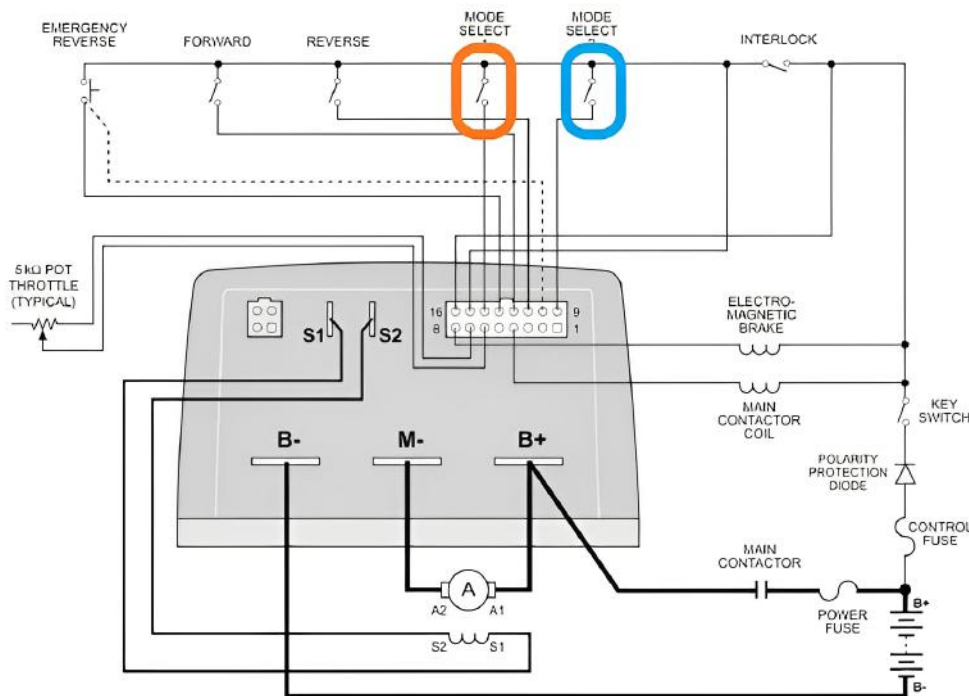 EMERGENCY
REVERSE
FORWARD
REVERSE
MODE
SELECT
MODE
SELECT
INTERLOCK
5kΩ POT
THROTTLE
(TYPICAL)
S1
S2
16
9
8
1
ELECTRO-
MAGNETIC
BRAKE
MAIN
CONTACTOR
COIL
KEY
SWITCH
B-
M-
B+
POLARITY
PROTECTION
DIODE
CONTROL
FUSE
MAIN
CONTACTOR
POWER
FUSE
A
A2
A1
S2
S1
B+
B-